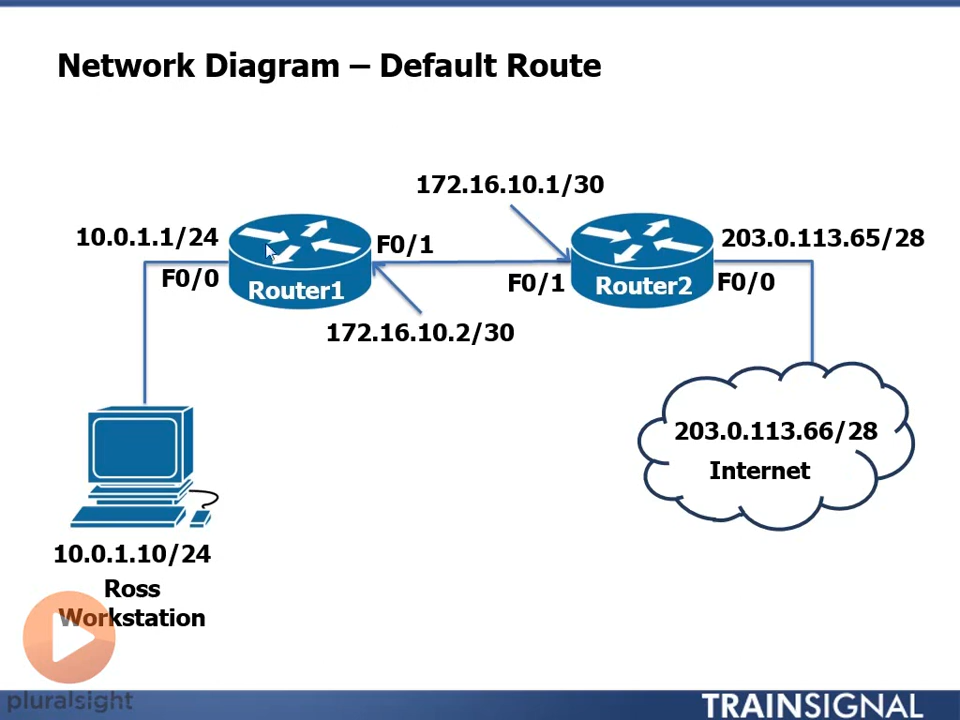 Network Diagram – Default Route
172.16.10.1/30
10.0.1.1/24
F0/1
203.0.113.65/28
F0/0
Router1
F0/1
Router2
F0/0
172.16.10.2/30
203.0.113.66/28
Internet
10.0.1.10/24
Ross
Workstation
pluralsight
TRAINSIGNAL